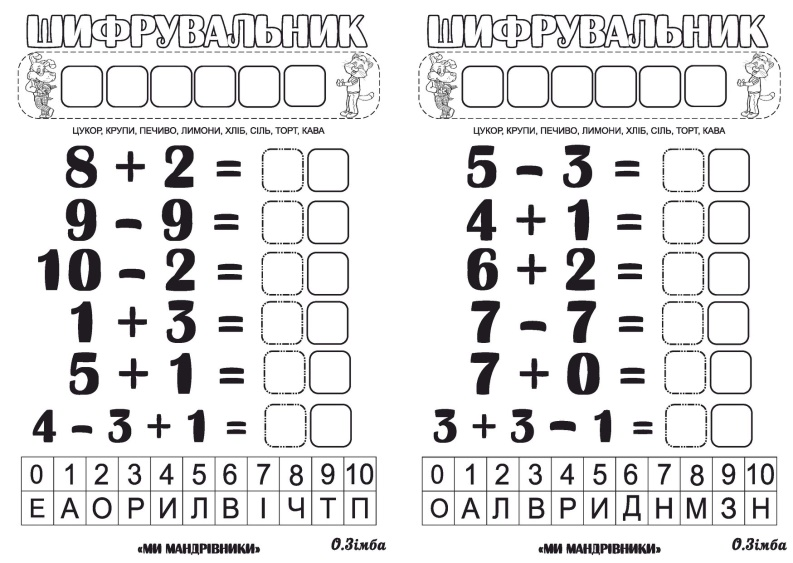 ШИФРУВАЛЬНИК
ЦУКОР, КРУПИ, ПЕЧИВО, ЛИМОНИ, ХЛІБ, СІЛЬ, ТОРТ, КАВА
8 + 2 =
9 - 9 =
10 - 2 =
1 + 3 =
5 + 1 =
4 - 3 + 1 =
0 1 2 3 4 5 6 7 8 9 10
Е А О Р И Л В І Ч Т П
«МИ МАНДРІВНИКИ»
О.Зімба
ШИФРУВАЛЬНИК
ЦУКОР, КРУПИ, ПЕЧИВО, ЛИМОНИ, ХЛІБ, СІЛЬ, ТОРТ, КАВА
5 - 3 =
4 + 1 =
6 + 2 =
7 - 7 =
7 + 0 =
3 + 3 - 1 =
0 1 2 3 4 5 6 7 8 9 10
О А Л В Р И Д Н М З Н
«МИ МАНДРІВНИКИ»
О.Зімба